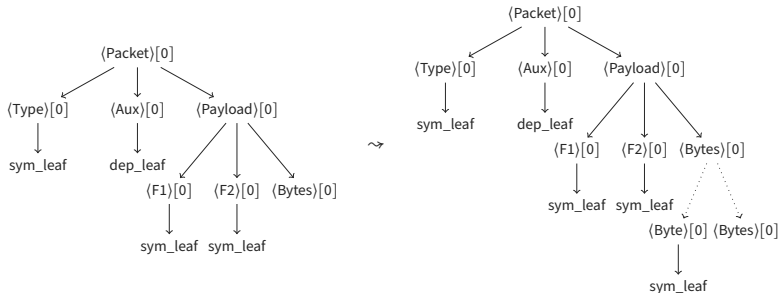 ⟨Packet⟩[0]
⟨Type⟩[0] ⟨Aux⟩[0] ⟨Payload⟩[0]
sym_leaf dep_leaf
⟨F1⟩[0] ⟨F2⟩[0] ⟨Bytes⟩[0]
sym_leaf sym_leaf
⤳
⟨Packet⟩[0]
⟨Type⟩[0] ⟨Aux⟩[0] ⟨Payload⟩[0]
sym_leaf dep_leaf
⟨F1⟩[0] ⟨F2⟩[0] ⟨Bytes⟩[0]
sym_leaf sym_leaf
⟨Byte⟩[0] ⟨Bytes⟩[0]
sym_leaf